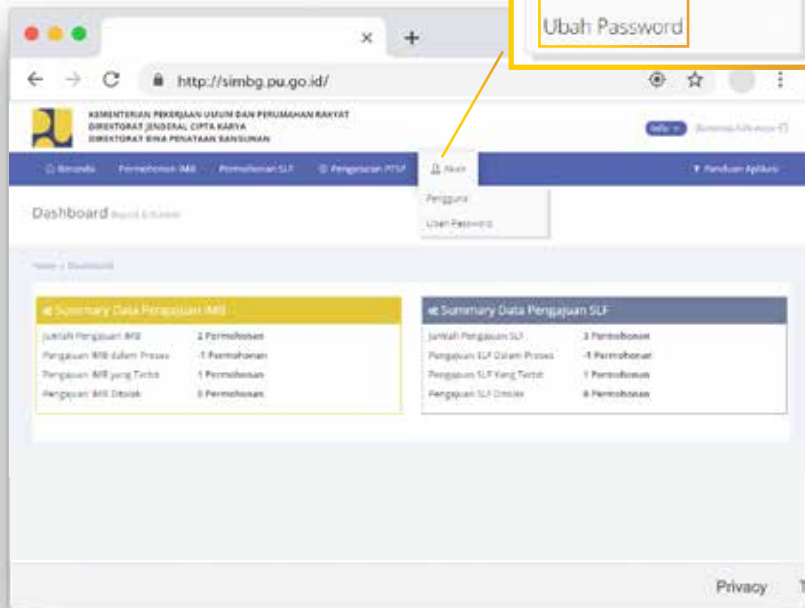 Ubah Password
http://simbg.pu.go.id/
KEMENTERIAN PEKERJAAN UMUM DAN PERUMAHAN RAKYAT
DIREKTORAT JENDERAL CIPTA KARYA
DIREKTORAT BINA PENATAAN BANGUNAN
Info
Beranda Permohonan IMB Permohonan SLF Pengaturan PTSP Akun Panduan Aplikasi
Pengguna
Dashboard
Ubah Password
Home / Dashboard
Summary Data Pengajuan IMB Summary Data Pengajuan SLF
Jumlah Pengajuan IMB 2 Permohonan Jumlah Pengajuan SLF 3 Permohonan
Pengajuan IMB dalam Proses -1 Permohonan Pengajuan SLF Dalam Proses -1 Permohonan
Pengajuan IMB yang Terbit 1 Permohonan Pengajuan SLF Yang Terbit 1 Permohonan
Pengajuan IMB Ditolak 0 Permohonan Pengajuan SLF Ditolak 0 Permohonan
Privacy